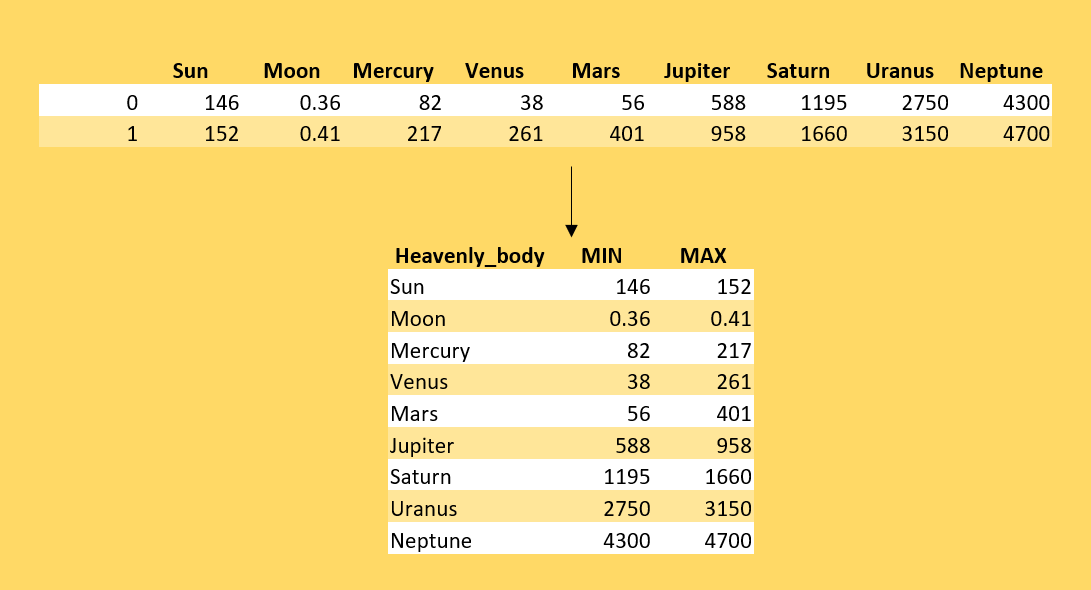 Sun Moon Mercury Venus Mars Jupiter Saturn Uranus Neptune
0 146 0.36 82 38 56 588 1195 2750 4300
1 152 0.41 217 261 401 958 1660 3150 4700
Heavenly_body MIN MAX
Sun 146 152
Moon 0.36 0.41
Mercury 82 217
Venus 38 261
Mars 56 401
Jupiter 588 958
Saturn 1195 1660
Uranus 2750 3150
Neptune 4300 4700